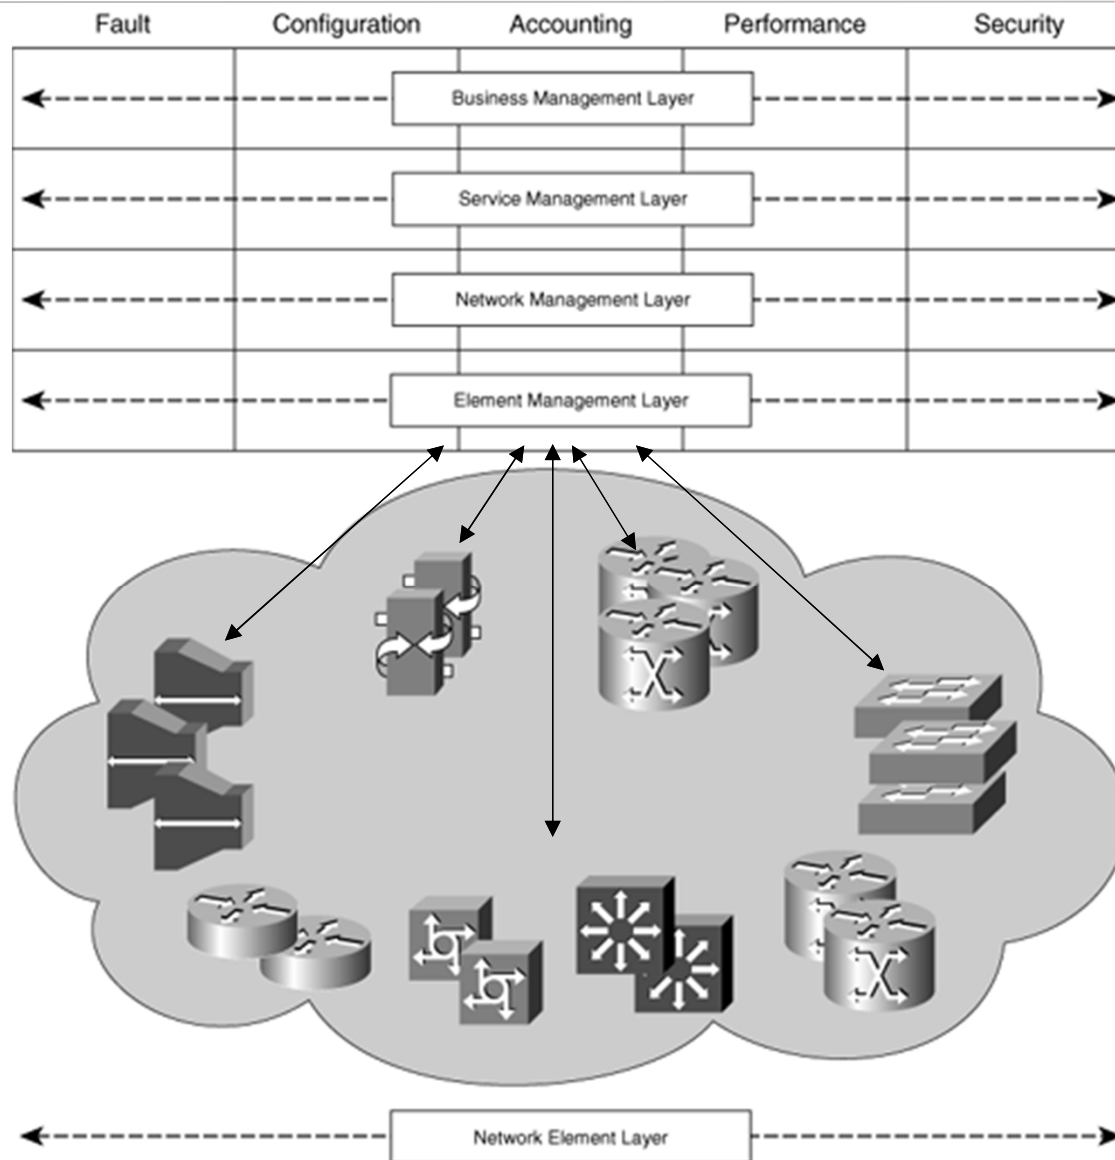 Fault Configuration Accounting Performance Security
Business Management Layer
Service Management Layer
Network Management Layer
Element Management Layer
Network Element Layer